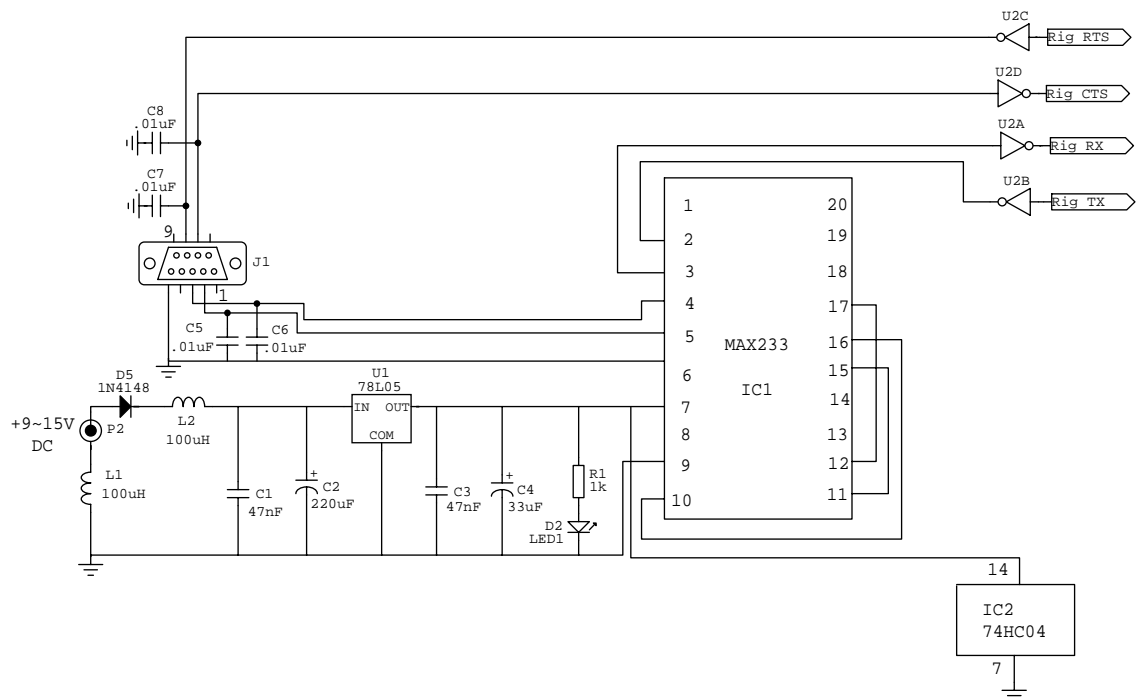 U2C
Rig RTS
U2D
Rig CTS
C8
.01uF
U2A
Rig RX
C7
.01uF
U2B
Rig TX
9
J1
1
1
2
3
4
5
6
7
8
9
10
20
19
18
17
16
15
14
13
12
11
MAX233
IC1
C5
.01uF
C6
.01uF
D5
1N4148
U1
78L05
IN OUT
COM
+9~15V
DC
P2
L2
100uH
L1
100uH
C1
47nF
+
C2
220uF
C3
47nF
+
C4
33uF
R1
1k
D2
LED1
14
IC2
74HC04
7